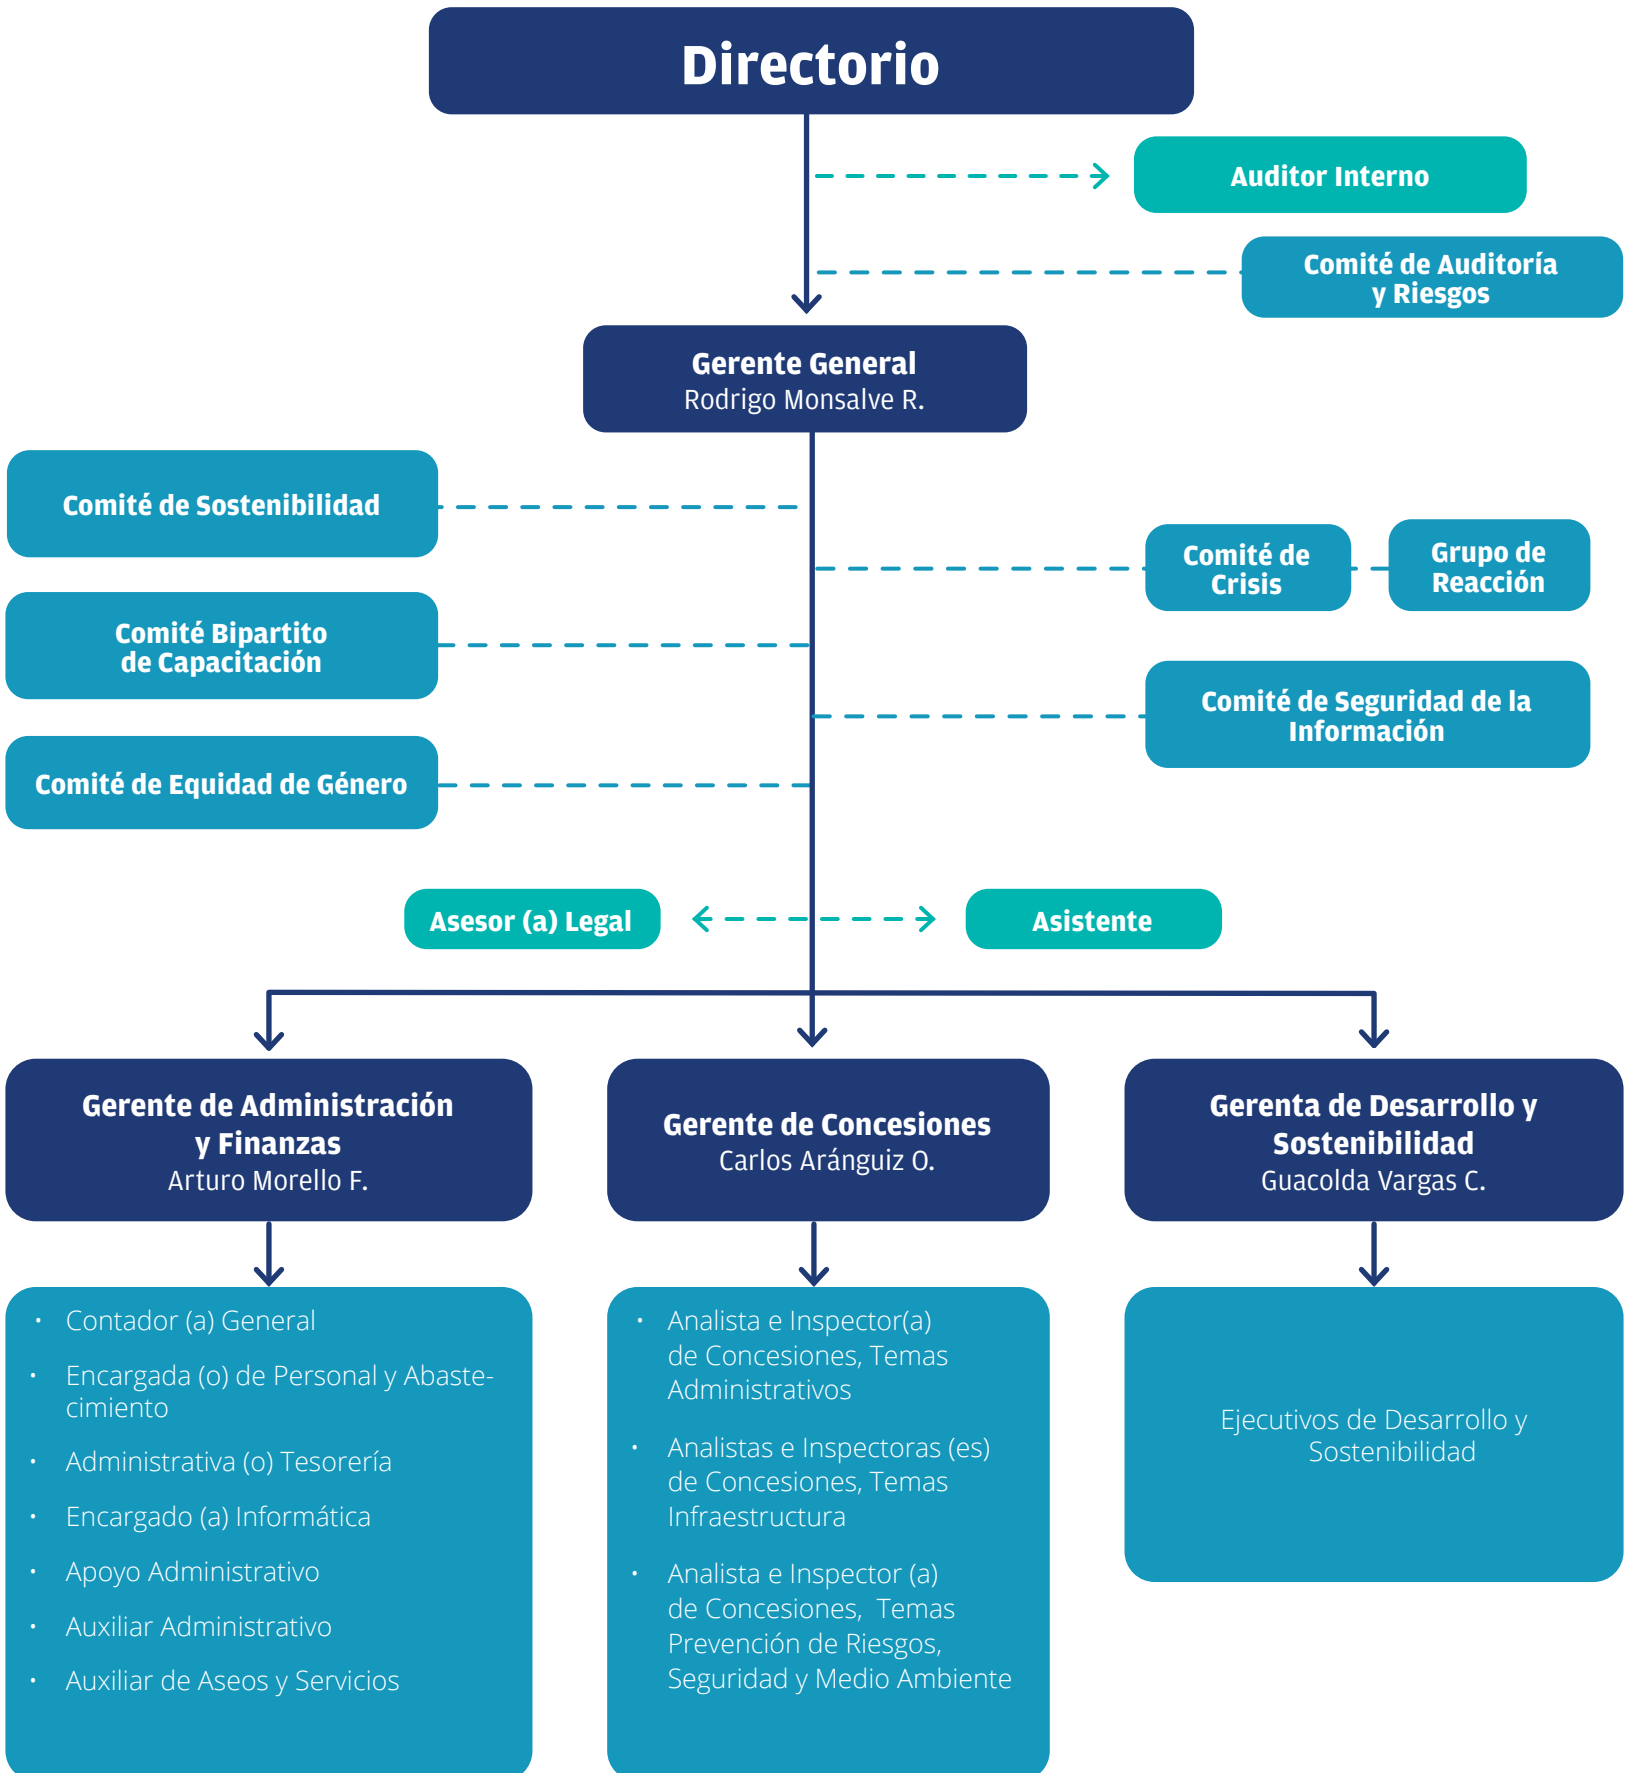 Directorio
Auditor Interno
Comité de Auditoría
y Riesgos
Gerente General
Rodrigo Monsalve R.
Comité de Sostenibilidad
Comité de
Crisis
Grupo de
Reacción
Comité Bipartito
de Capacitación
Comité de Seguridad de la
Información
Comité de Equidad de Género
Asesor (a) Legal
Asistente
Gerente de Administración
y Finanzas
Arturo Morello F.
Gerente de Concesiones
Carlos Aránguiz O.
Gerenta de Desarrollo y
Sostenibilidad
Guacolda Vargas C.
• Contador (a) General
• Encargada (o) de Personal y Abaste-
cimiento
• Administrativa (o) Tesorería
• Encargado (a) Informática
• Apoyo Administrativo
• Auxiliar Administrativo
• Auxiliar de Aseos y Servicios
• Analista e Inspector(a)
de Concesiones, Temas
Administrativos
• Analistas e Inspectoras (es)
de Concesiones, Temas
Infraestructura
• Analista e Inspector (a)
de Concesiones, Temas
Prevención de Riesgos,
Seguridad y Medio Ambiente
Ejecutivos de Desarrollo y
Sostenibilidad